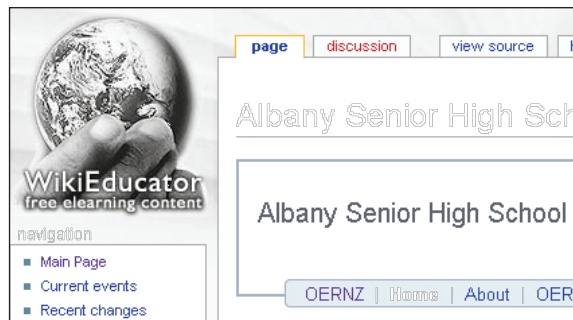 page discussion view source
Albany Senior High Sch
WikiEducator
free elearning content
Albany Senior High School
navigation
Main Page
Current events
Recent changes
OERNZ | Home | About | OER